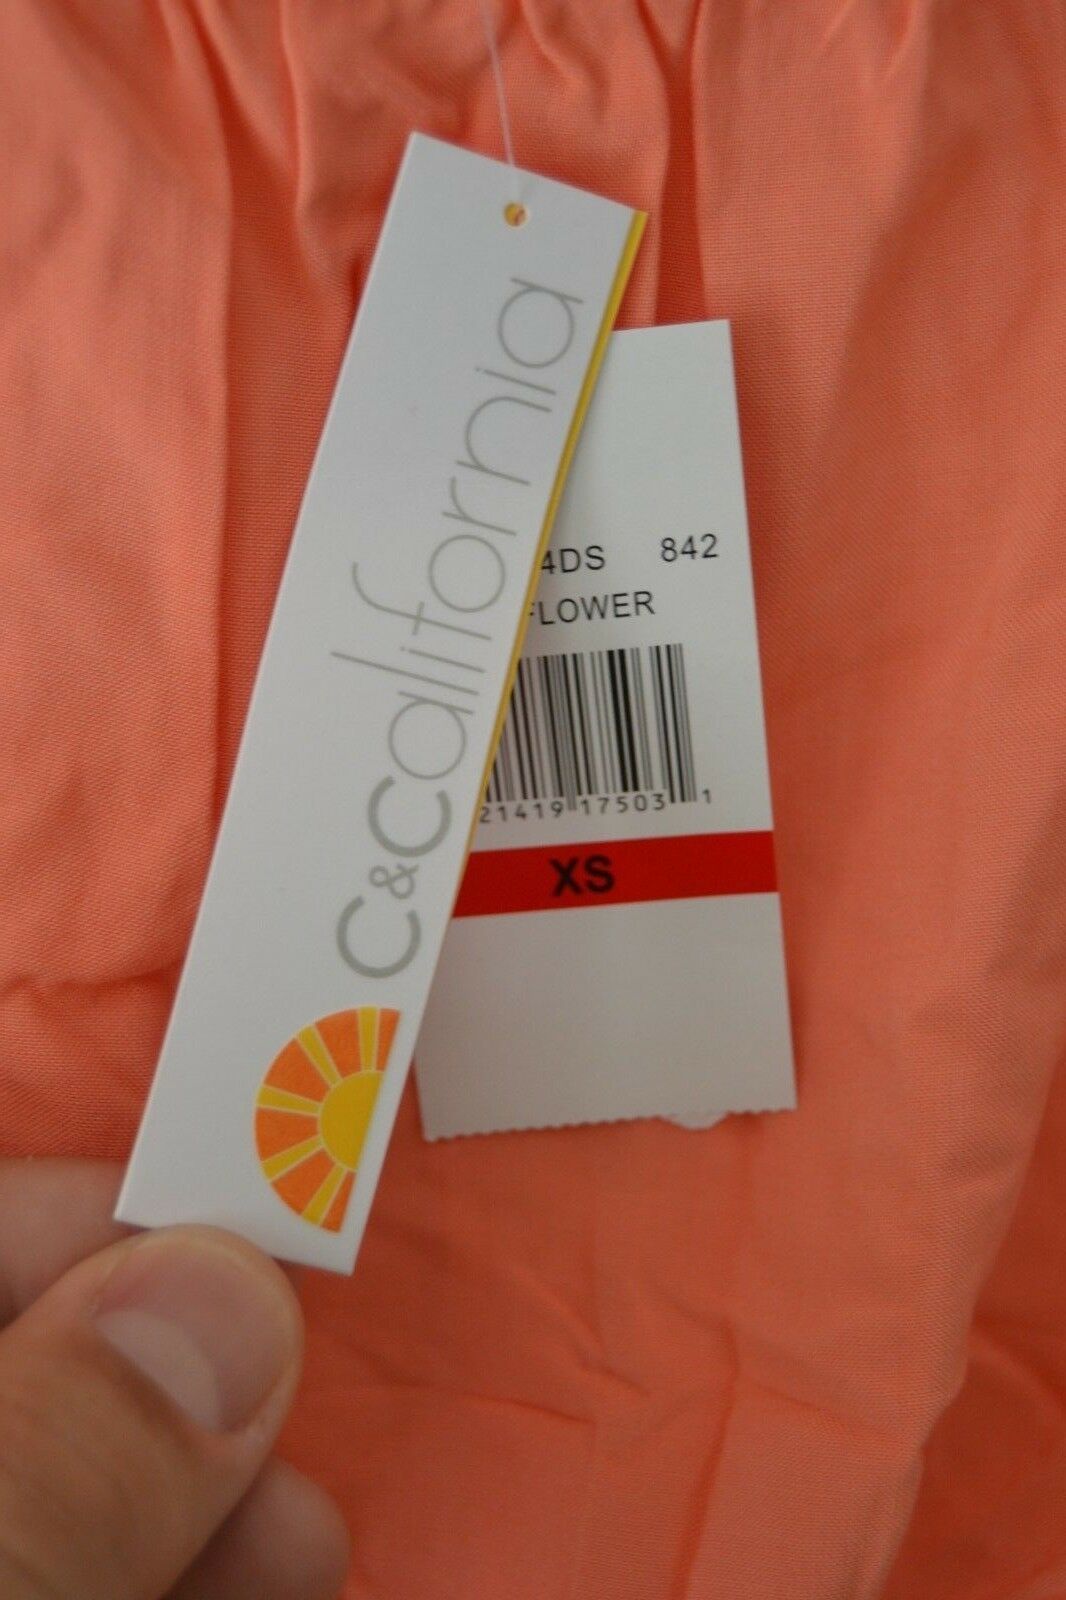 C&California
4DS 842
FLOWER
21419 17503 1
XS